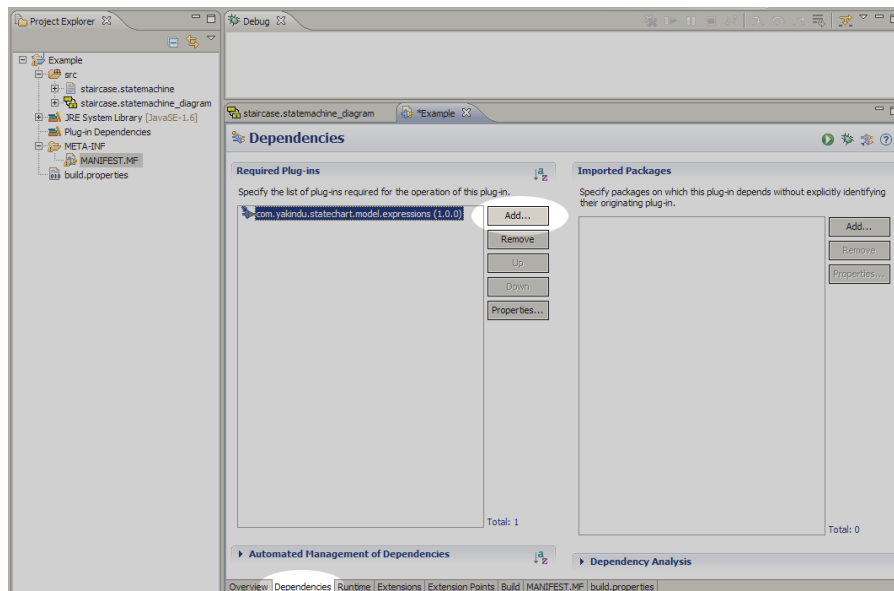 Project Explorer
Example
src
staircase.statemachine
staircase.statemachine_diagram
JRE System Library [JavaSE-1.6]
Plug-in Dependencies
META-INF
MANIFEST.MF
build.properties
Debug
staircase.statemachine_diagram
*Example
Dependencies
Required Plug-ins
Specify the list of plug-ins required for the operation of this plug-in.
com.yakindu.statechart.model.expressions (1.0.0)
Add...
Remove
Up
Down
Properties...
Total: 1
Imported Packages
Specify packages on which this plug-in depends without explicitly identifying
their originating plug-in.
Add...
Remove
Properties...
Total: 0
Automated Management of Dependencies
Dependency Analysis
Overview Dependencies Runtime Extensions Extension Points Build MANIFEST.MF build.properties